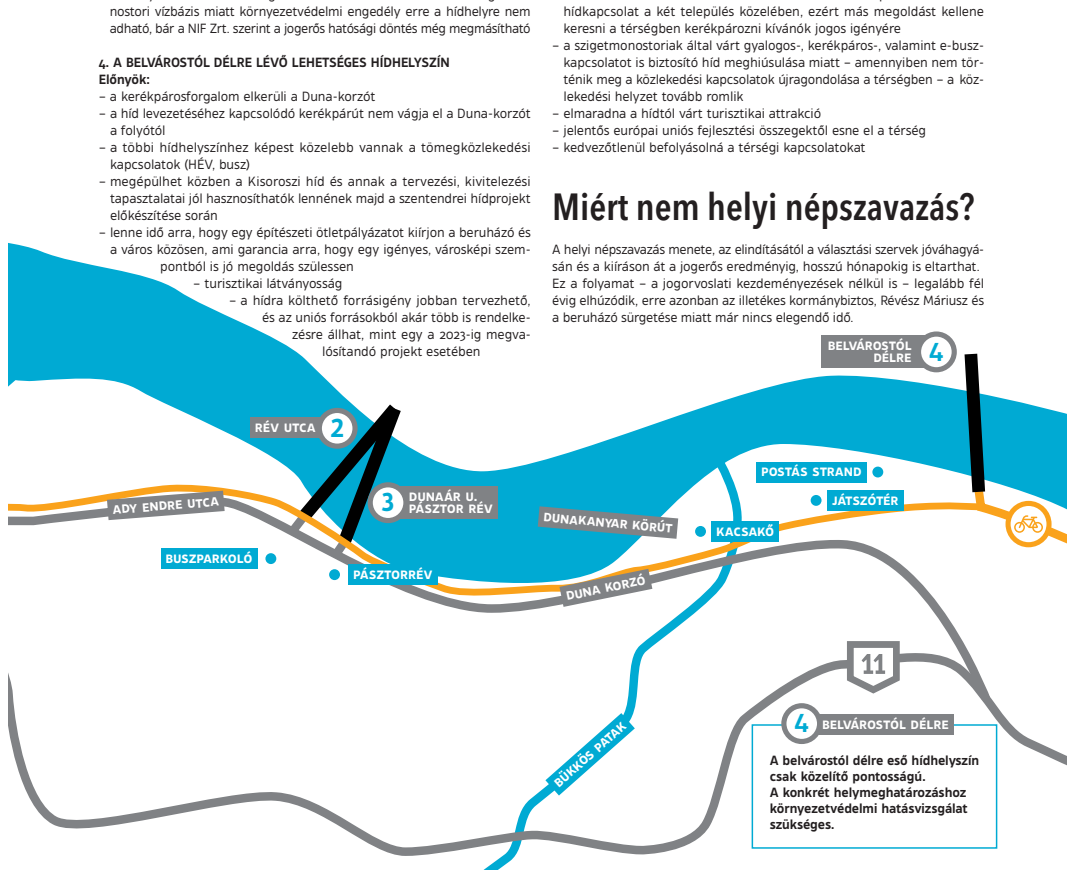 nostori vízbázis miatt környezetvédelmi engedély erre a hídhelyre nem
adható, bár a NIF Zrt. szerint a jogerős hatósági döntés még megmásítható
4. A BELVÁROSTÓL DÉLRE LÉVŐ LEHETSÉGES HÍDHELYSZÍN
Előnyök:
– a kerékpárosforgalom elkerüli a Duna-korzót
– a híd levezetéséhez kapcsolódó kerékpárút nem vágja el a Duna-korzót
a folyótól
– a többi hídhelyszínhez képest közelebb vannak a tömegközlekedési
kapcsolatok (HÉV, busz)
– megépülhet közben a Kisoroszi híd és annak a tervezési, kivitelezési
tapasztalatai jól hasznosíthatók lennének majd a szentendrei hídprojekt
előkészítése során
– lenne idő arra, hogy egy építészeti ötletpályázatot kiírjon a beruházó és
a város közösen, ami garancia arra, hogy egy igényes, városképi szem-
pontból is jó megoldás szülessen
– turisztikai látványosság
– a hídra költhető forrásigény jobban tervezhető,
és az uniós forrásokból akár több is rendelke-
zésre állhat, mint egy a 2023-ig megva-
lósítandó projekt esetében
hídkapcsolat a két település közelében, ezért más megoldást kellene
keresni a térségben kerékpározni kívánók jogos igényére
– a szigetmonostoriak által várt gyalogos-, kerékpáros-, valamint e-busz-
kapcsolatot is biztosító híd meghiúsulása miatt – amennyiben nem tör-
ténik meg a közlekedési kapcsolatok újragondolása a térségben – a köz-
lekedési helyzet tovább romlik
– elmaradna a hídtól várt turisztikai attrakció
– jelentős európai uniós fejlesztési összegektől esne el a térség
– kedvezőtlenül befolyásolná a térségi kapcsolatokat
Miért nem helyi népszavazás?
A helyi népszavazás menete, az elindításától a választási szervek jóváhagyá-
sán és a kiíráson át a jogerős eredményig, hosszú hónapokig is eltarthat.
Ez a folyamat – a jogorvoslati kezdeményezések nélkül is – legalább fél
évig elhúzódik, erre azonban az illetékes kormánybiztos, Révész Máriusz és
a beruházó sürgetése miatt már nincs elegendő idő.
BELVÁROSTÓL
DÉLRE
4
RÉV UTCA
2
3
DUNAÁR U.
PÁSZTOR RÉV
POSTÁS STRAND
JÁTSZÓTÉR
ADY ENDRE UTCA
DUNAKANYAR KÖRÚT
KACSAKŐ
BUSZPARKOLÓ
PÁSZTORRÉV
DUNA KORZÓ
11
BÜKKÖS PATAK
4
BELVÁROSTÓL DÉLRE
A belvárostól délre eső hídhelyszín
csak közelítő pontosságú.
A konkrét helymeghatározáshoz
környezetvédelmi hatásvizsgálat
szükséges.